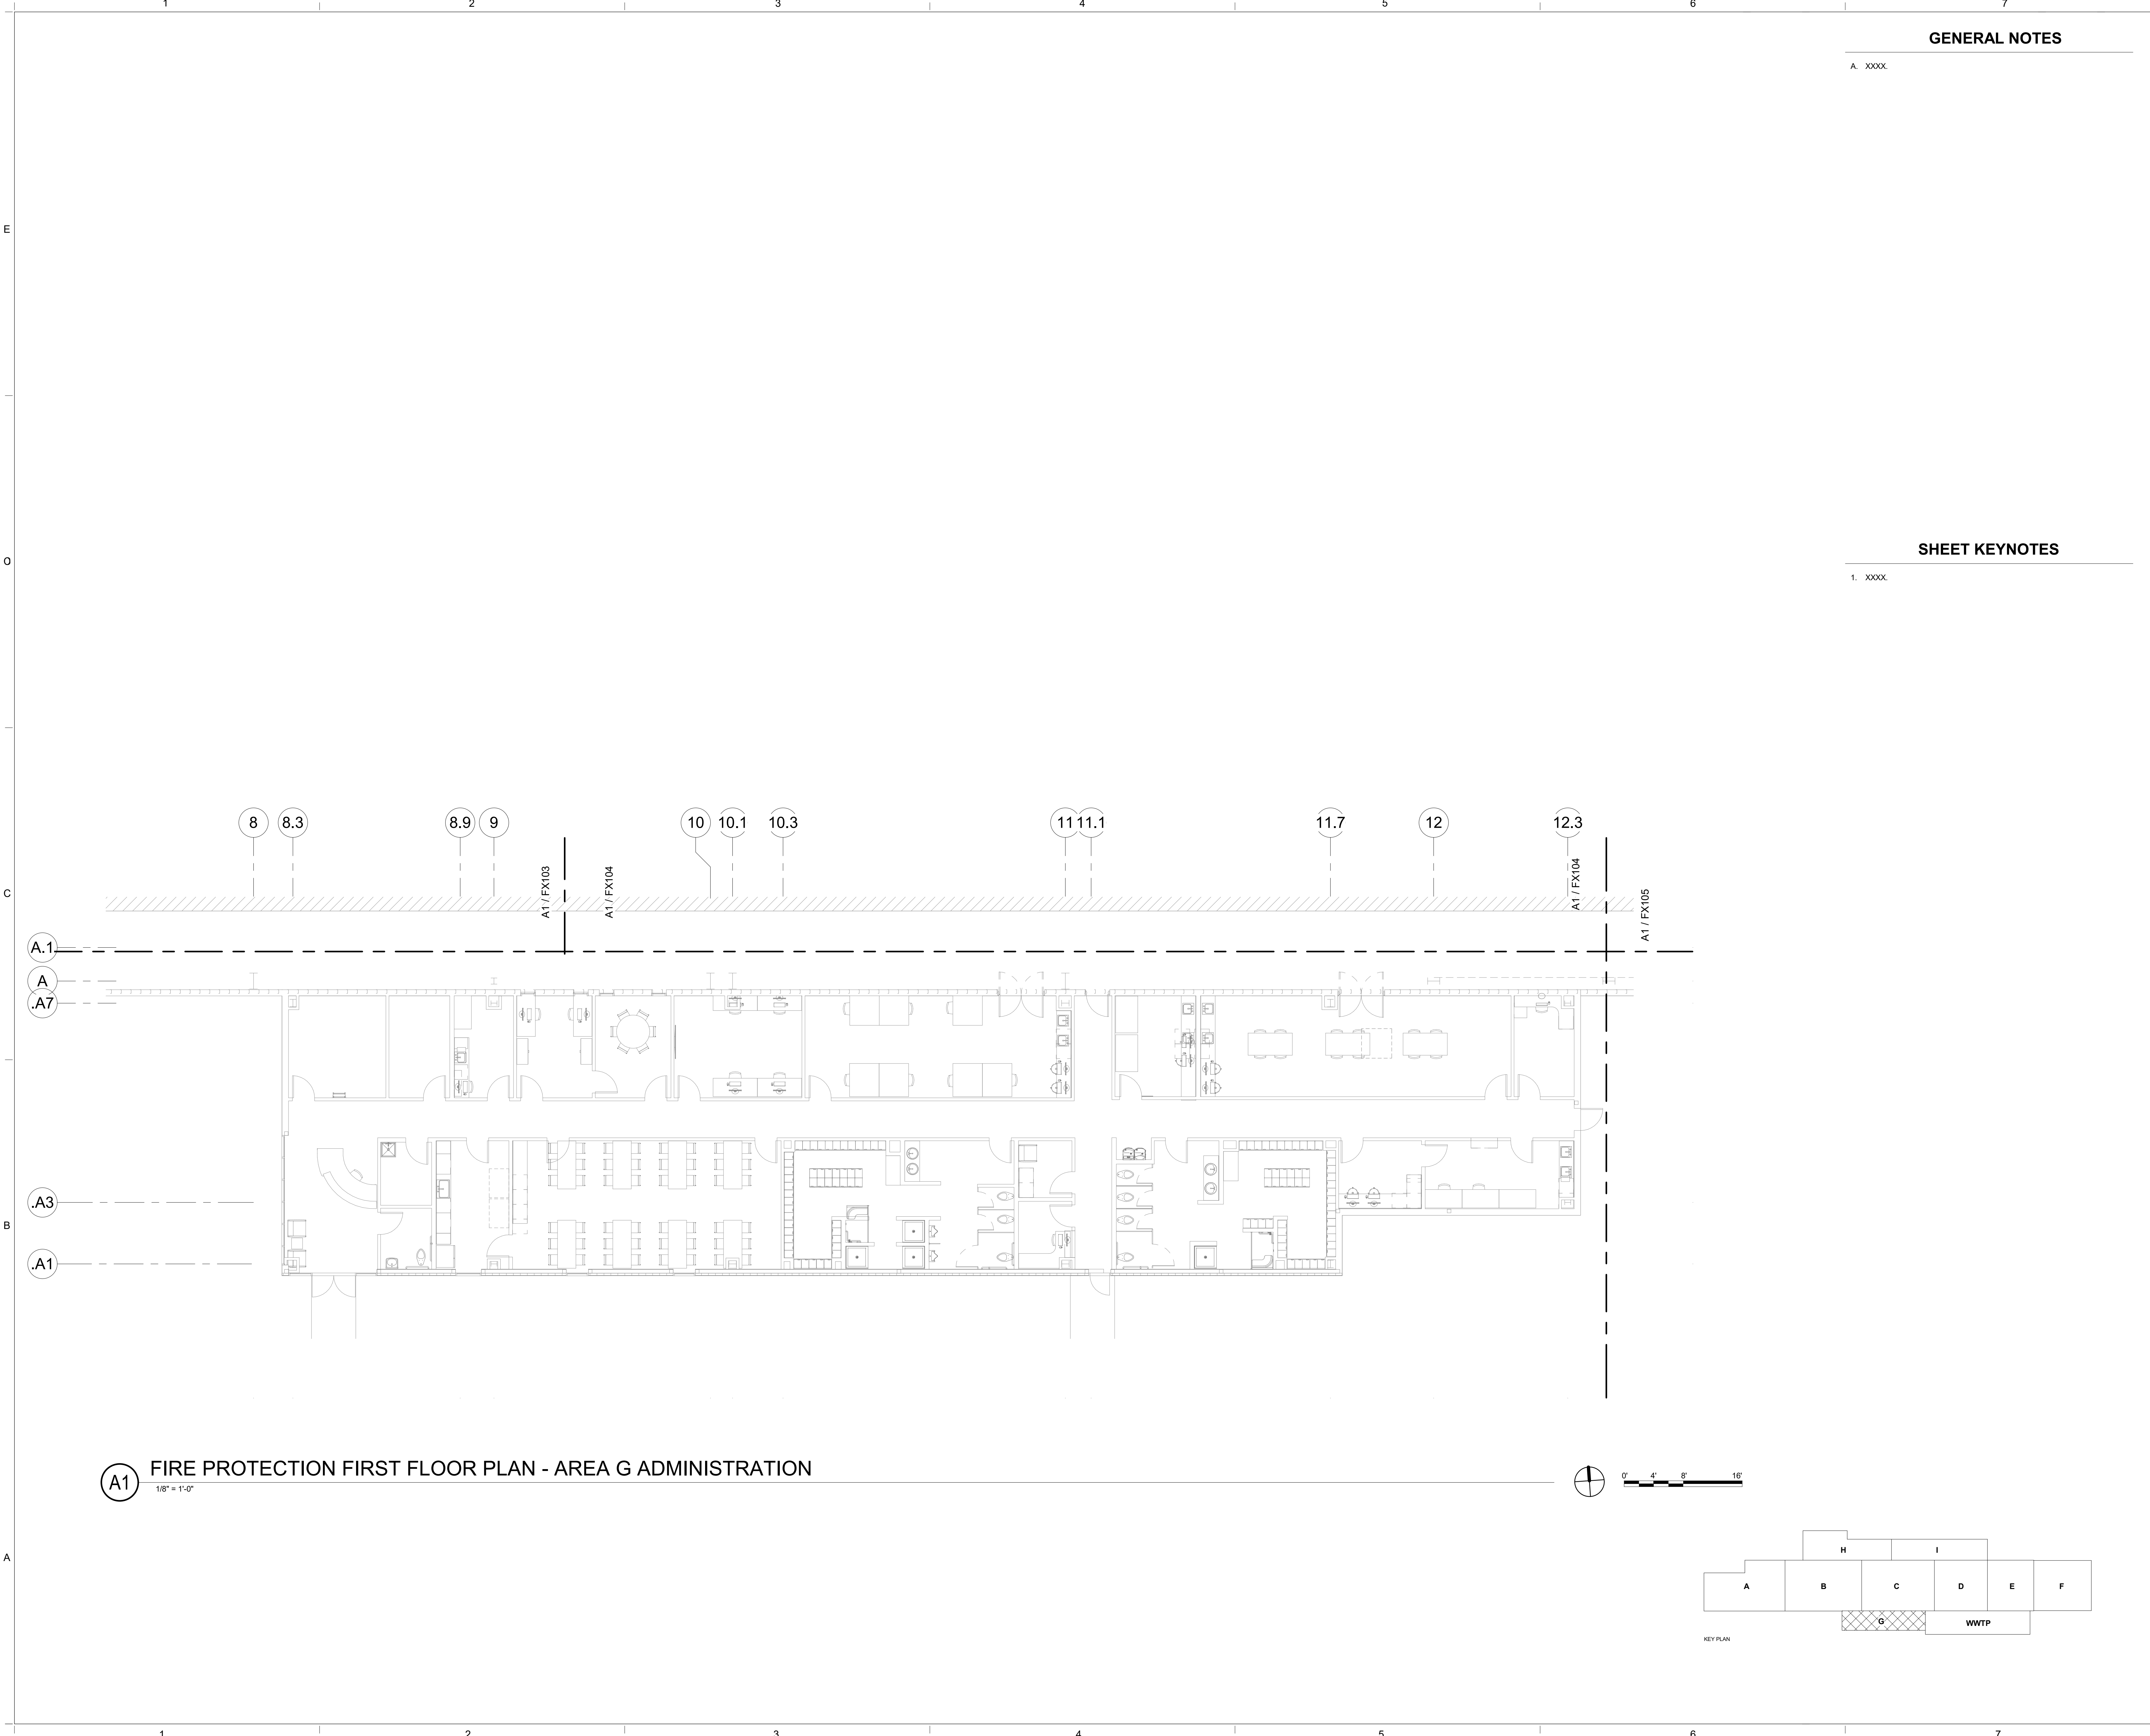 1 2 3 4 5 6 7
GENERAL NOTES
A. XXXX.
E
D
SHEET KEYNOTES
1. XXXX.
8 8.3 8.9 9 10 10.1 10.3 11 11.1 11.7 12 12.3
A1 / FX103
A1 / FX104
A1 / FX104
A1 / FX105
C
A.1
A
.A7
.A3
B
.A1
A1
FIRE PROTECTION FIRST FLOOR PLAN - AREA G ADMINISTRATION
1/8" = 1'-0"
0' 4' 8' 16'
A
H I
A B C D E F
G WWTP
KEY PLAN
1 2 3 4 5 6 7